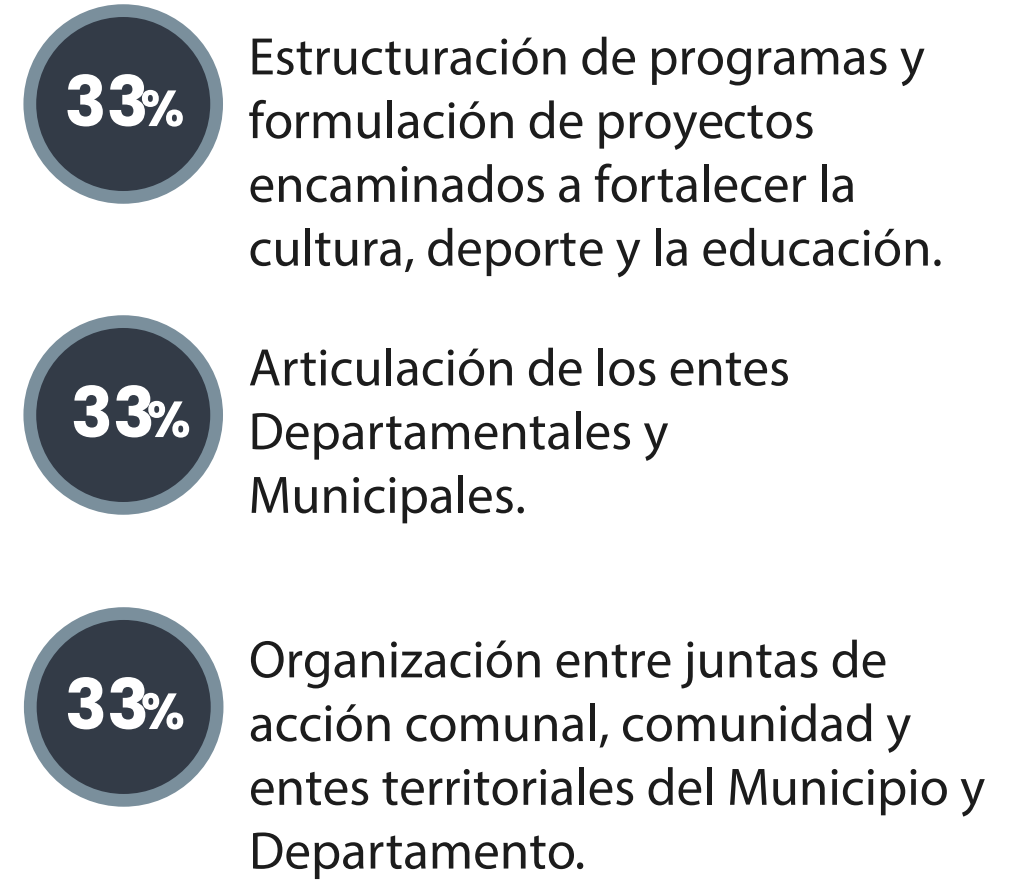 33%
Estructuración de programas y
formulación de proyectos
encaminados a fortalecer la
cultura, deporte y la educación.
33%
Articulación de los entes
Departamentales y
Municipales.
33%
Organización entre juntas de
acción comunal, comunidad y
entes territoriales del Municipio y
Departamento.